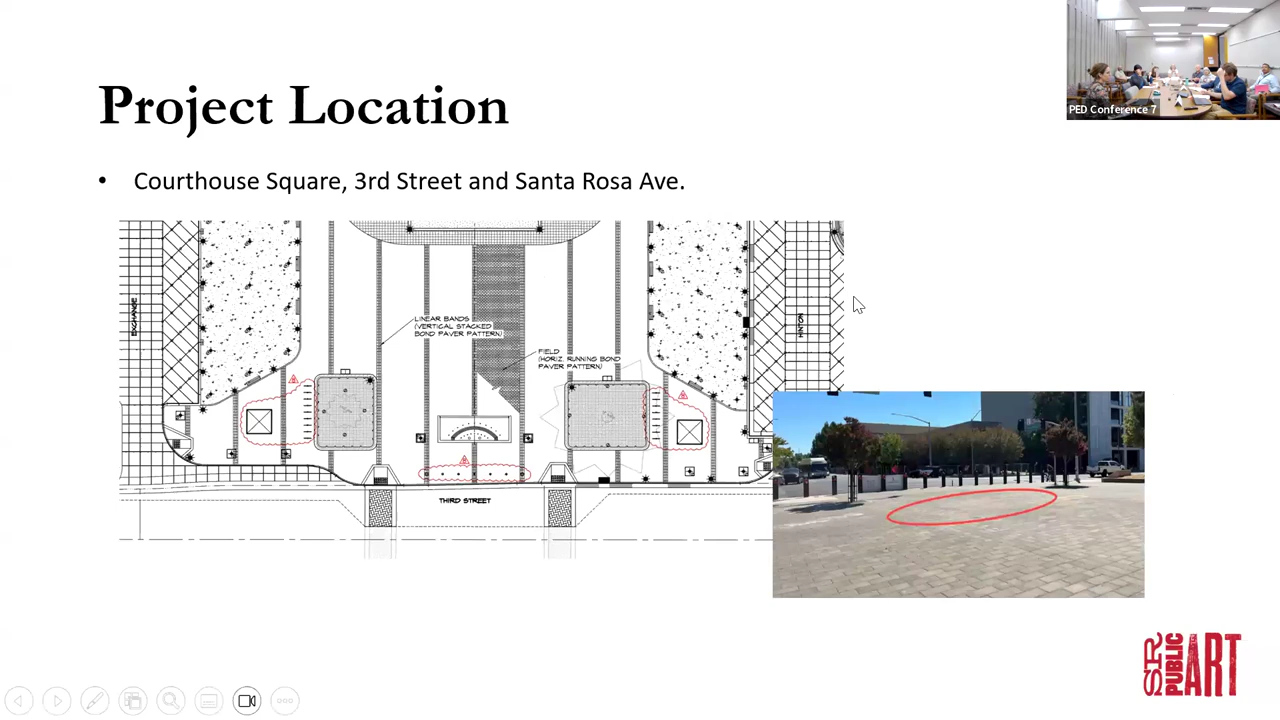 Project Location
PED Conference 7
• Courthouse Square, 3rd Street and Santa Rosa Ave.
EXCHANGE
LINEAR BANDS
(VERTICAL STACKED
BOND PAVER PATTERN)
FIELD
(HORIZ. RUNNING BOND
PAVER PATTERN)
HINTON
THIRD STREET
SR
PUBLIC
ART